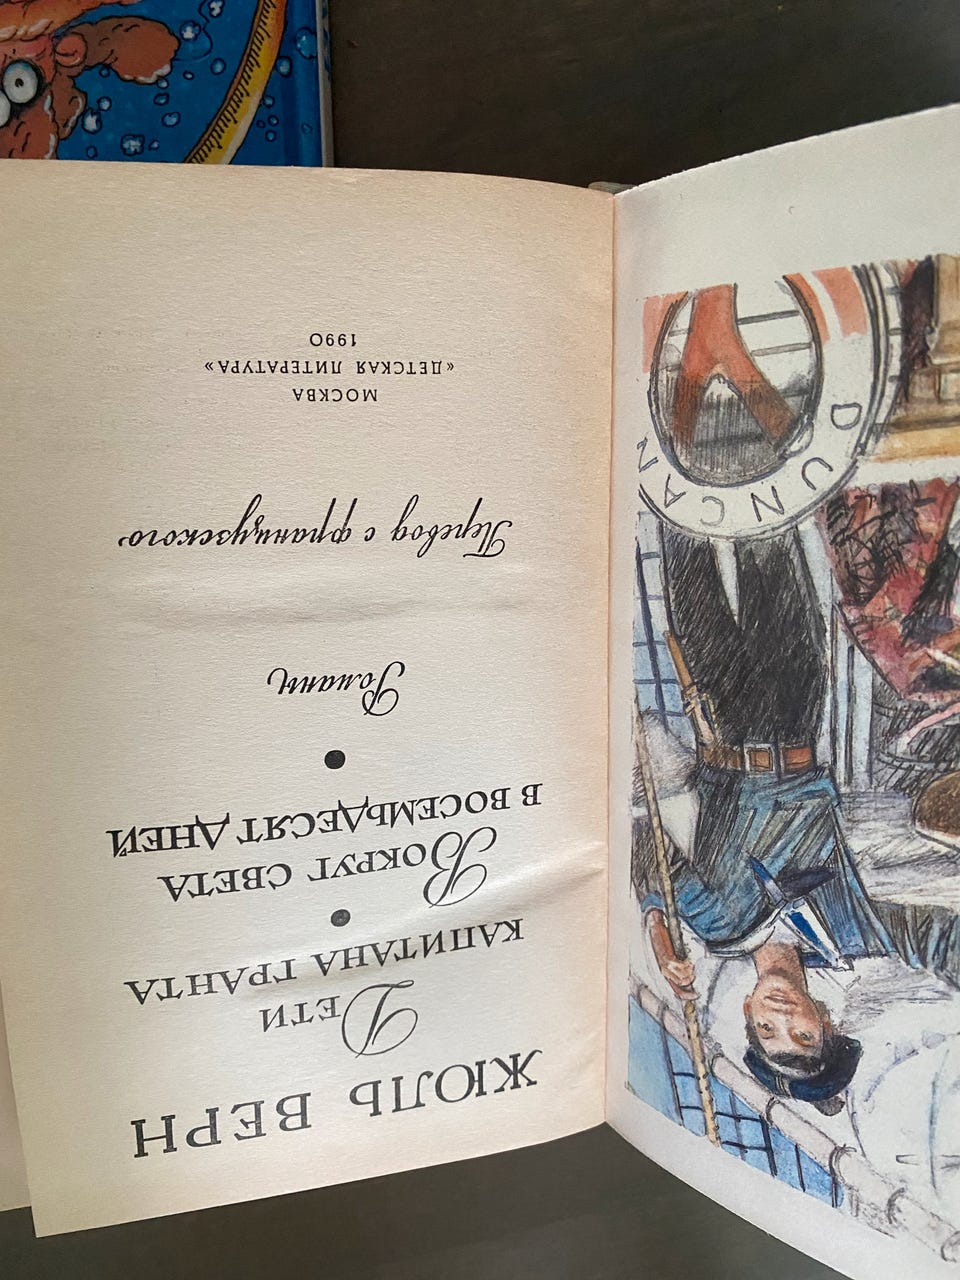 ЖЮЛЬ ВЕРН
Дети
КАПИТАНА ГРАНТА
Вокруг света
В ВОСЕМЬДЕСЯТ ДНЕЙ
Романы
Перевод с французского
МОСКВА
«ДЕТСКАЯ ЛИТЕРАТУРА»
1990
DUNCAN